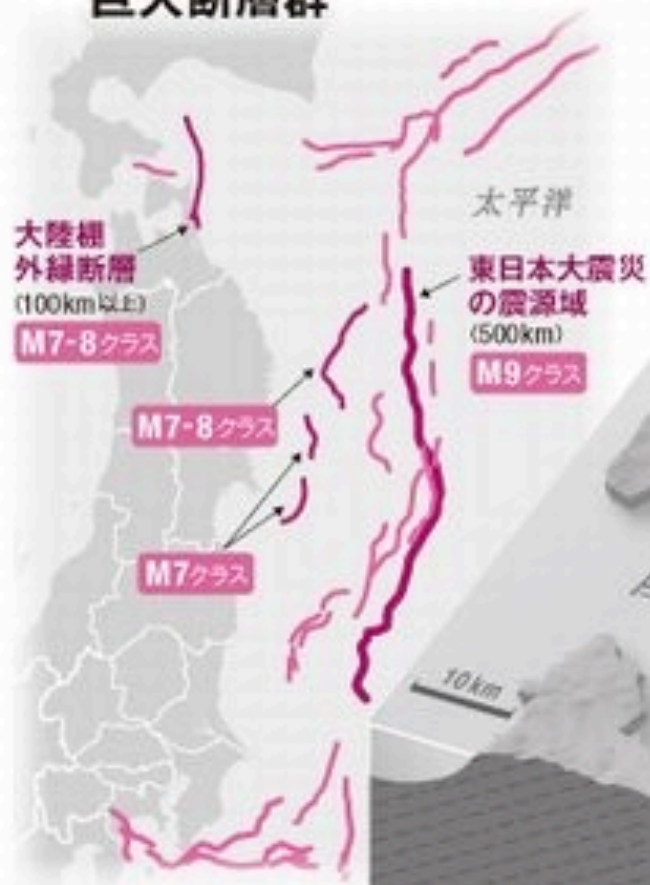 巨大断層群
太平洋
大陸棚
外縁断層
(100km以上)
M7-8クラス
東日本大震災
の震源域
(500km)
M9クラス
M7-8クラス
M7クラス
10km